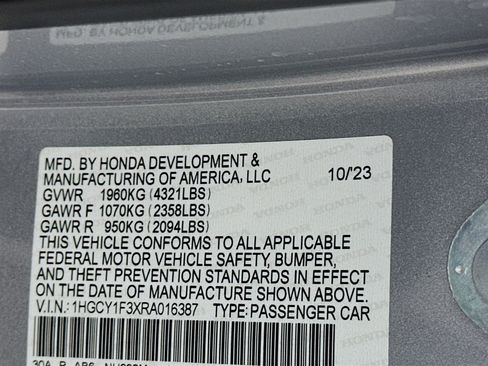 MFD. BY HONDA DEVELOPMENT &
MANUFACTURING OF AMERICA, LLC 10/23
GVWR 1960KG (4321LBS)
GAWR F 1070KG (2358LBS)
GAWR R 950KG (2094LBS)
THIS VEHICLE CONFORMS TO ALL APPLICABLE
FEDERAL MOTOR VEHICLE SAFETY, BUMPER,
AND THEFT PREVENTION STANDARDS IN EFFECT
ON THE DATE OF MANUFACTURE SHOWN ABOVE.
V.I.N.: 1HGCY1F3XRA016387 TYPE: PASSENGER CAR